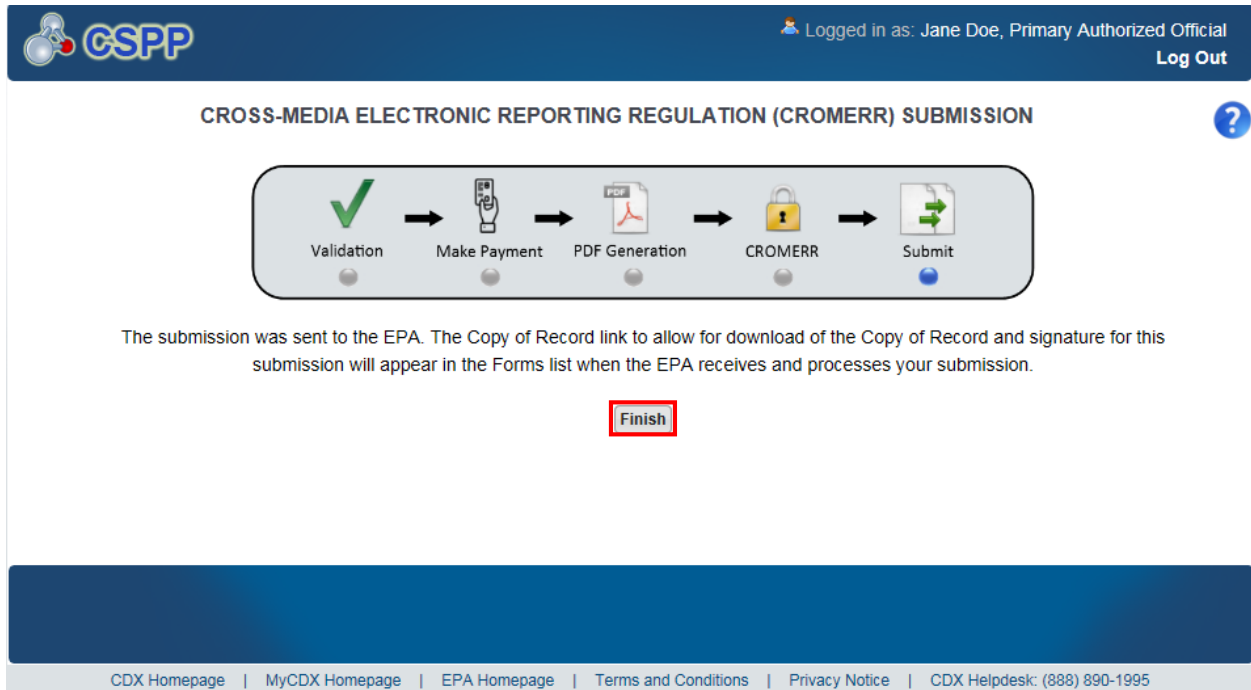 CSPP
Logged in as: Jane Doe, Primary Authorized Official
Log Out
CROSS-MEDIA ELECTRONIC REPORTING REGULATION (CROMERR) SUBMISSION
?
PDF
Validation Make Payment PDF Generation CROMERR Submit
The submission was sent to the EPA. The Copy of Record link to allow for download of the Copy of Record and signature for this
submission will appear in the Forms list when the EPA receives and processes your submission.
Finish
CDX Homepage | MyCDX Homepage | EPA Homepage | Terms and Conditions | Privacy Notice | CDX Helpdesk: (888) 890-1995